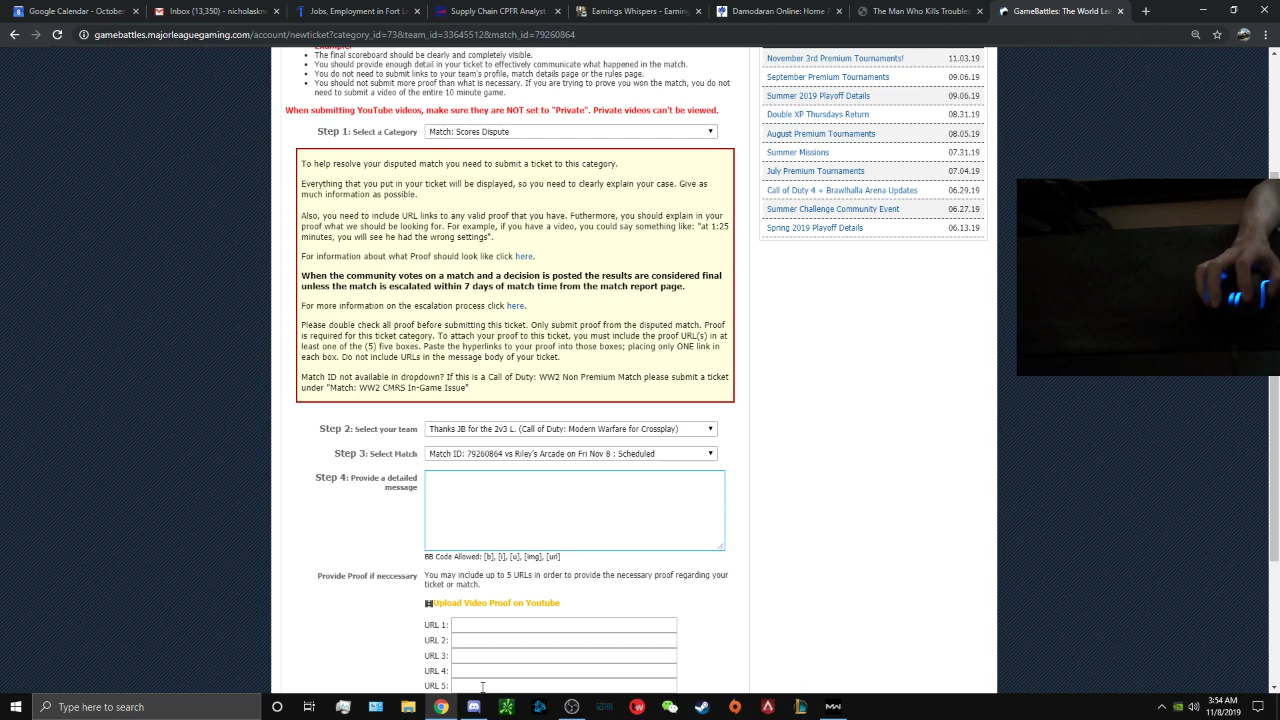 Google Calendar - October 2
Inbox (13,350) - nicholask
Supply Chain CPFR Analyst
Earnings Whispers - Earning
Damodaran Online: Home
The Man Who Kills Trouble
GameBattles: The World Lea
gamebattles.majorleaguegaming.com/account/newticket?category_id=73&team_id=33645512&match_id=79260864
Example:
The final scoreboard should be clearly and completely visible.
You should provide enough detail in your ticket to effectively communicate what happened in the match.
You do not need to submit links to your team's profile, match details page or the rules page.
You should not submit more proof than what is necessary. If you are trying to prove you won the match, you do not
need to submit a video of the entire 10 minute game.
When submitting YouTube videos, make sure they are NOT set to "Private". Private videos can't be viewed.
Step 1: Select a Category
Match: Scores Dispute
To help resolve your disputed match you need to submit a ticket to this category.
Everything that you put in your ticket will be displayed, so you need to clearly explain your case. Give as
much information as possible.
Also, you need to include URL links to any valid proof that you have. Futhermore, you should explain in your
proof what we should be looking for. For example, if you have a video, you could say something like: "at 1:25
minutes, you will see he had the wrong settings".
For information about what Proof should look like click here.
When the community votes on a match and a decision is posted the results are considered final
unless the match is escalated within 7 days of match time from the match report page.
For more information on the escalation process click here.
Please double check all proof before submitting this ticket. Only submit proof from the disputed match. Proof
is required for this ticket category. To attach your proof to this ticket, you must include the proof URL(s) in at
least one of the (5) five boxes. Paste the hyperlinks to your proof into those boxes; placing only ONE link in
each box. Do not include URLs in the message body of your ticket.
Match ID not available in dropdown? If this is a Call of Duty: WW2 Non Premium Match please submit a ticket
under "Match: WW2 CMRS In-Game Issue"
Step 2: Select your team
Thanks JB for the 2v3 L. (Call of Duty: Modern Warfare for Crossplay)
Step 3: Select Match
Match ID: 79260864 vs Riley's Arcade on Fri Nov 8 : Scheduled
Step 4: Provide a detailed
message
BB Code Allowed: [b], [i], [u], [img], [url]
Provide Proof if neccessary
You may include up to 5 URLs in order to provide the necessary proof regarding your
ticket or match.
Upload Video Proof on Youtube
URL 1:
URL 2:
URL 3:
URL 4:
URL 5:
November 3rd Premium Tournaments! 11.03.19
September Premium Tournaments 09.06.19
Summer 2019 Playoff Details 09.06.19
Double XP Thursdays Return 08.31.19
August Premium Tournaments 08.05.19
Summer Missions 07.31.19
July Premium Tournaments 07.04.19
Call of Duty 4 + Brawlhalla Arena Updates 06.29.19
Summer Challenge Community Event 06.27.19
Spring 2019 Playoff Details 06.13.19
Type here to search
3:54 AM
11/8/2019